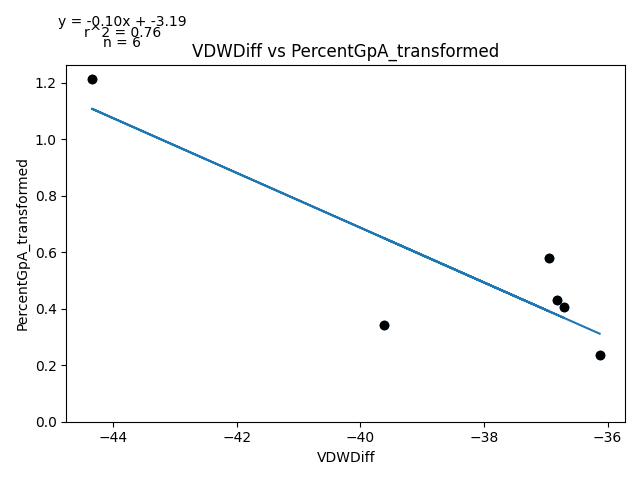 y = -0.10x + -3.19
r^2 = 0.76
n = 6
VDWDiff vs PercentGpA_transformed
1.2
1.0
0.8
0.6
0.4
0.2
0.0
PercentGpA_transformed
−44
−42
−40
−38
−36
VDWDiff